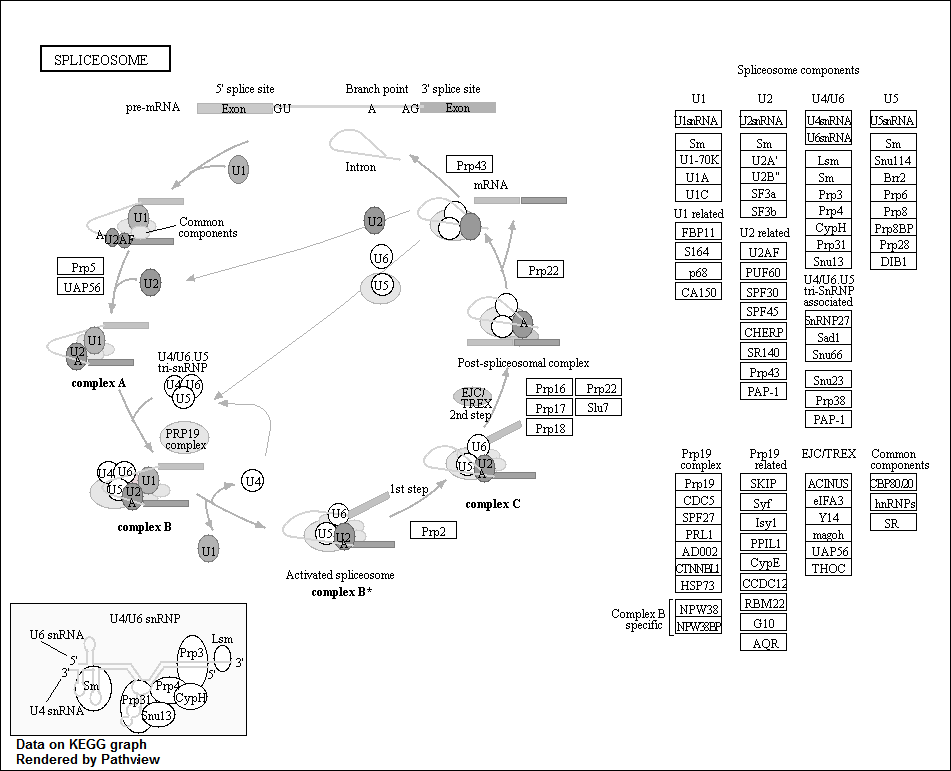 SPLICEOSOME
5' splice site
Branch point
3' splice site
pre-mRNA
Exon
GU
A
AG
Exon
Intron
Prp43
mRNA
U1
U1
A
U2AF
Common
components
U2
U6
U5
Prp5
UAP56
U2
Prp22
A
U1
U2
A
complex A
U4/U6.U5
tri-snRNP
U4
U6
U5
Post-spliceosomal complex
EJC/
TREX
2nd step
Prp16
Prp22
Prp17
Slu7
Prp18
PRP19
complex
U4
U6
U5
U1
U2
A
complex B
U4
U1
U6
U5
U2
A
complex C
1st step
U6
U5
U2
A
Prp2
Activated spliceosome
complex B*
U4/U6 snRNP
U6 snRNA
5'
3'
U4 snRNA
Sm
Prp3
Lsm
3'
5'
Prp4
Prp31
CypH
Snu13
Data on KEGG graph
Rendered by Pathview
Spliceosome components
U1
U1snRNA
Sm
U1-70K
U1A
U1C
U1 related
FBP11
S164
p68
CA150
U2
U2snRNA
Sm
U2A'
U2B"
SF3a
SF3b
U2 related
U2AF
PUF60
SPF30
SPF45
CHERP
SR140
Prp43
PAP-1
U4/U6
U4snRNA
U6snRNA
Lsm
Sm
Prp3
Prp4
CypH
Prp31
Snu13
U4/U6.U5
tri-SnRNP
associated
SnRNP27
Sad1
Snu66
Snu23
Prp38
PAP-1
U5
U5snRNA
Sm
Snu114
Brr2
Prp6
Prp8
Prp8BP
Prp28
DIB1
Prp19
complex
Prp19
CDC5
SPF27
PRL1
AD002
CTNNBL1
HSP73
Complex B
specific
NPW38
NPW38BP
Prp19
related
SKIP
Syf
Isy1
PPIL1
CypE
CCDC12
RBM22
G10
AQR
EJC/TREX
ACINUS
eIFA3
Y14
magoh
UAP56
THOC
Common
components
CBP80/20
hnRNPs
SR